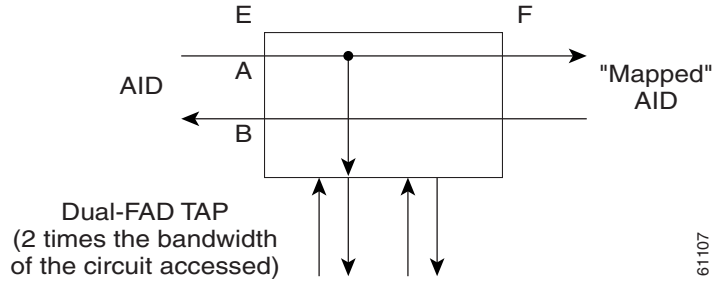 E
F
A
AID
"Mapped"
AID
B
Dual-FAD TAP
(2 times the bandwidth
of the circuit accessed)
61107